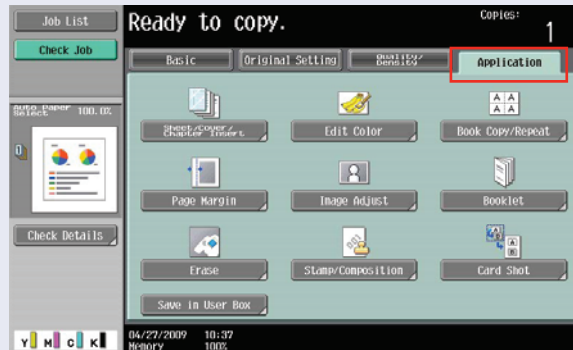 Job List
Ready to copy.
Copies:
1
Check Job
Basic
Original Setting
Quality/
Density
Application
Auto Paper
Select
100.0%
Sheet/Cover/
Chapter Insert
Edit Color
Book Copy/Repeat
Page Margin
Image Adjust
Booklet
Check Details
Erase
Stamp/Composition
Card Shot
Save in User Box
Y M C K
04/27/2009 10:37
Memory 100%